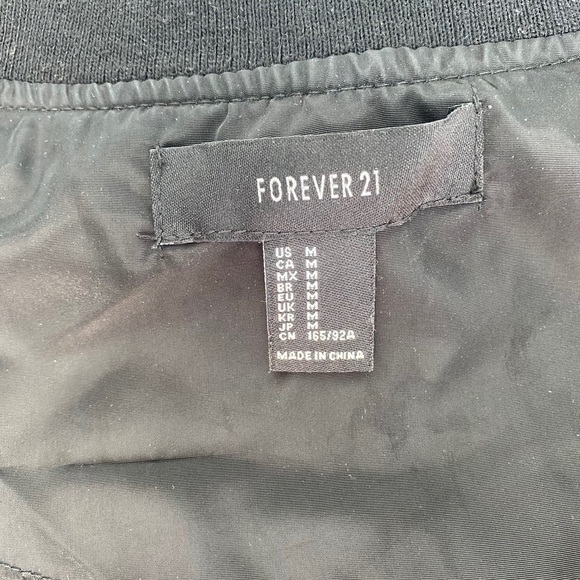 FOREVER 21
US M
CA M
MX M
BR M
EU M
UK M
KR M
JP M
CN 165/92A
MADE IN CHINA